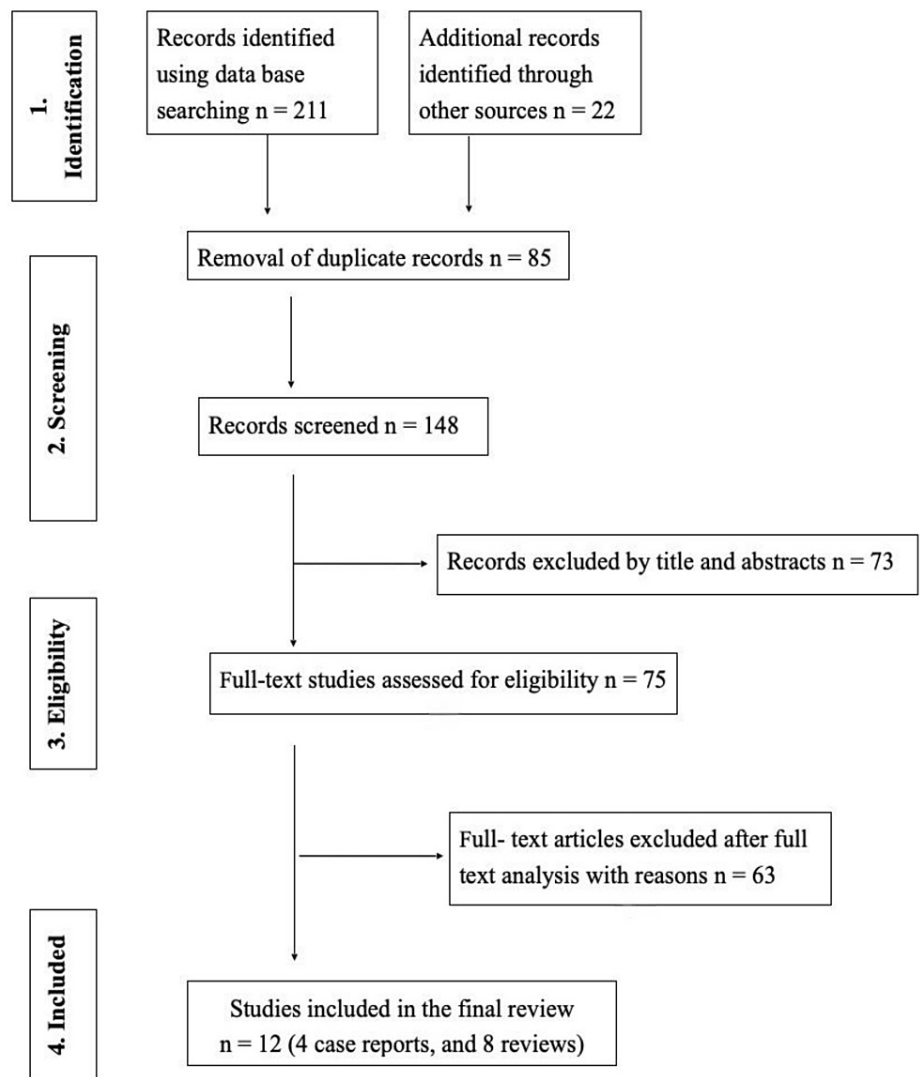 1.
Identification
Records identified
using data base
searching n = 211
Additional records
identified through
other sources n = 22
Removal of duplicate records n = 85
2. Screening
Records screened n = 148
Records excluded by title and abstracts n = 73
3. Eligibility
Full-text studies assessed for eligibility n = 75
Full- text articles excluded after full
text analysis with reasons n = 63
4. Included
Studies included in the final review
n = 12 (4 case reports, and 8 reviews)